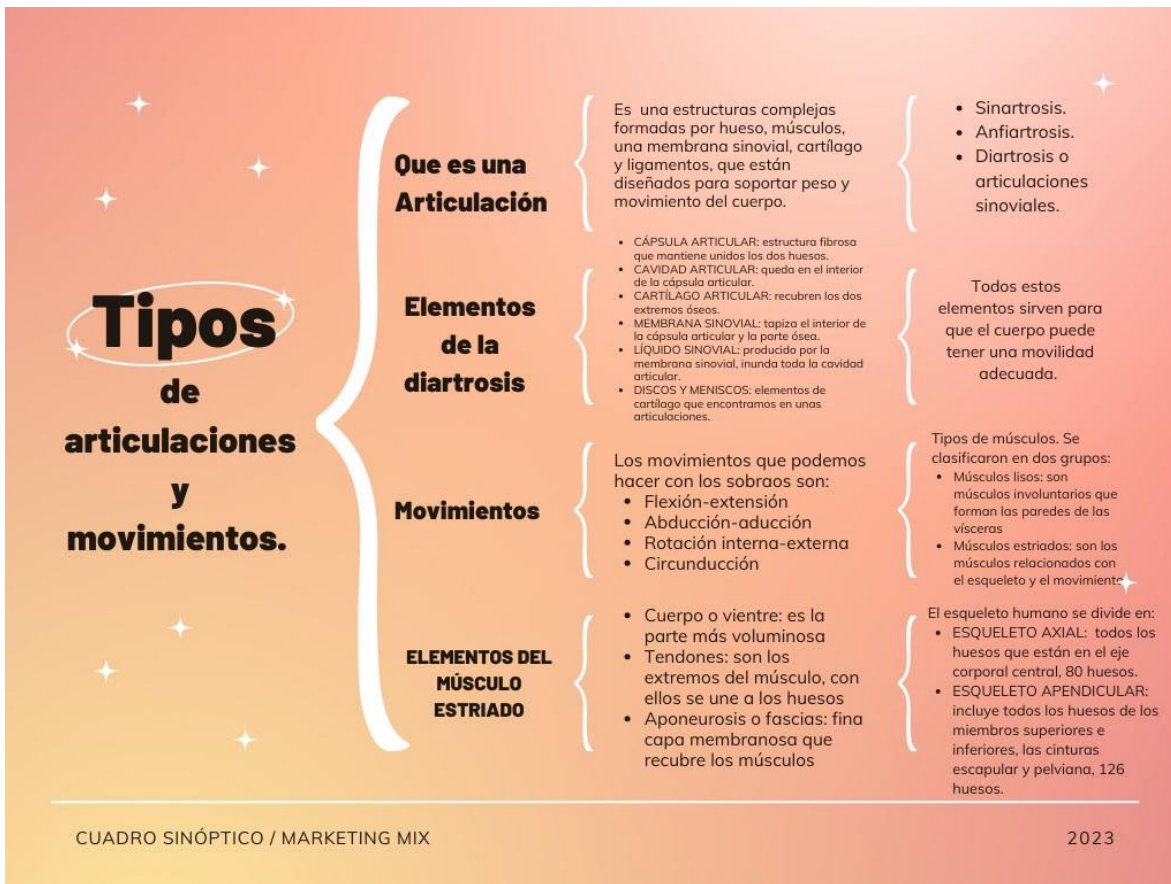 Tipos
de
articulaciones
y
movimientos.
Que es una
Articulación
Es una estructuras complejas
formadas por hueso, músculos,
una membrana sinovial, cartílago
y ligamentos, que están
diseñados para soportar peso y
movimiento del cuerpo.
• Sinartrosis.
• Anfiartrosis.
• Diartrosis o
articulaciones
sinoviales.
Elementos
de la
diartrosis
• CÁPSULA ARTICULAR: estructura fibrosa
que mantiene unidos los dos huesos.
• CAVIDAD ARTICULAR: queda en el interior
de la cápsula articular.
• CARTÍLAGO ARTICULAR: recubren los dos
extremos óseos.
• MEMBRANA SINOVIAL: tapiza el interior de
la cápsula articular y la parte ósea.
• LÍQUIDO SINOVIAL: producido por la
membrana sinovial, inunda toda la cavidad
articular.
• DISCOS Y MENISCOS: elementos de
cartílago que encontramos en unas
articulaciones.
Todos estos
elementos sirven para
que el cuerpo puede
tener una movilidad
adecuada.
Movimientos
Los movimientos que podemos
hacer con los sobraos son:
• Flexión-extensión
• Abducción-aducción
• Rotación interna-externa
• Circunducción
Tipos de músculos. Se
clasificaron en dos grupos:
• Músculos lisos: son
músculos involuntarios que
forman las paredes de las
vísceras
• Músculos estriados: son los
músculos relacionados con
el esqueleto y el movimiento
ELEMENTOS DEL
MÚSCULO
ESTRIADO
• Cuerpo o vientre: es la
parte más voluminosa
• Tendones: son los
extremos del músculo, con
ellos se une a los huesos
• Aponeurosis o fascias: fina
capa membranosa que
recubre los músculos
El esqueleto humano se divide en:
• ESQUELETO AXIAL: todos los
huesos que están en el eje
corporal central, 80 huesos.
• ESQUELETO APENDICULAR:
incluye todos los huesos de los
miembros superiores e
inferiores, las cinturas
escapular y pelviana, 126
huesos.
CUADRO SINÓPTICO / MARKETING MIX
2023